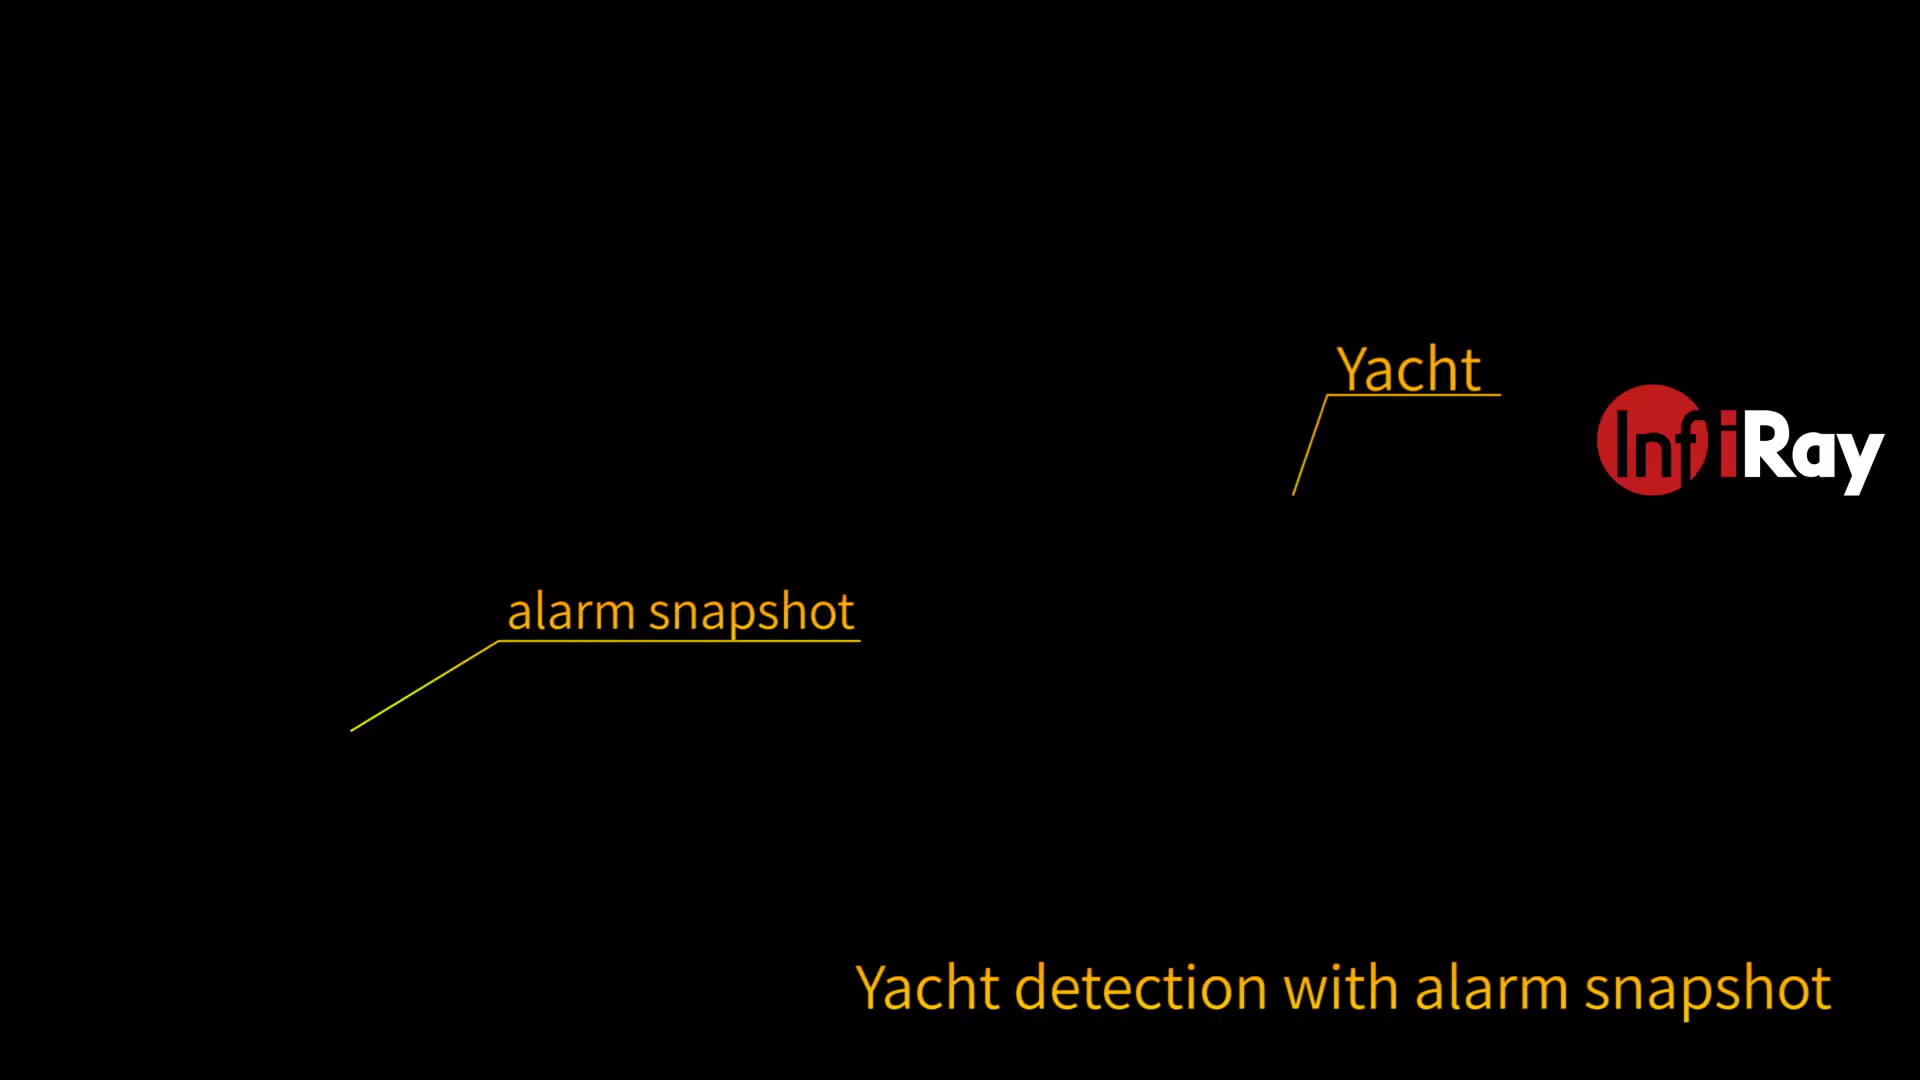 Yacht
InfiRay
alarm snapshot
Yacht detection with alarm snapshot